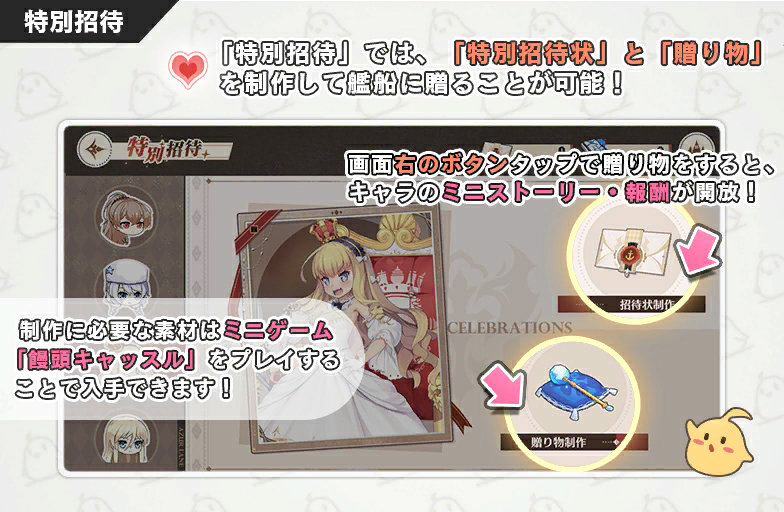 特別招待
「特別招待」では、「特別招待状」と「贈り物」
を制作して艦船に贈ることが可能！
特別招待
画面右のボタンタップで贈り物をすると、
キャラのミニストーリー・報酬が開放！
招待状制作
CELEBRATIONS
制作に必要な素材はミニゲーム
「饅頭キャッスル」をプレイする
ことで入手できます！
贈り物制作
AZUR LANE